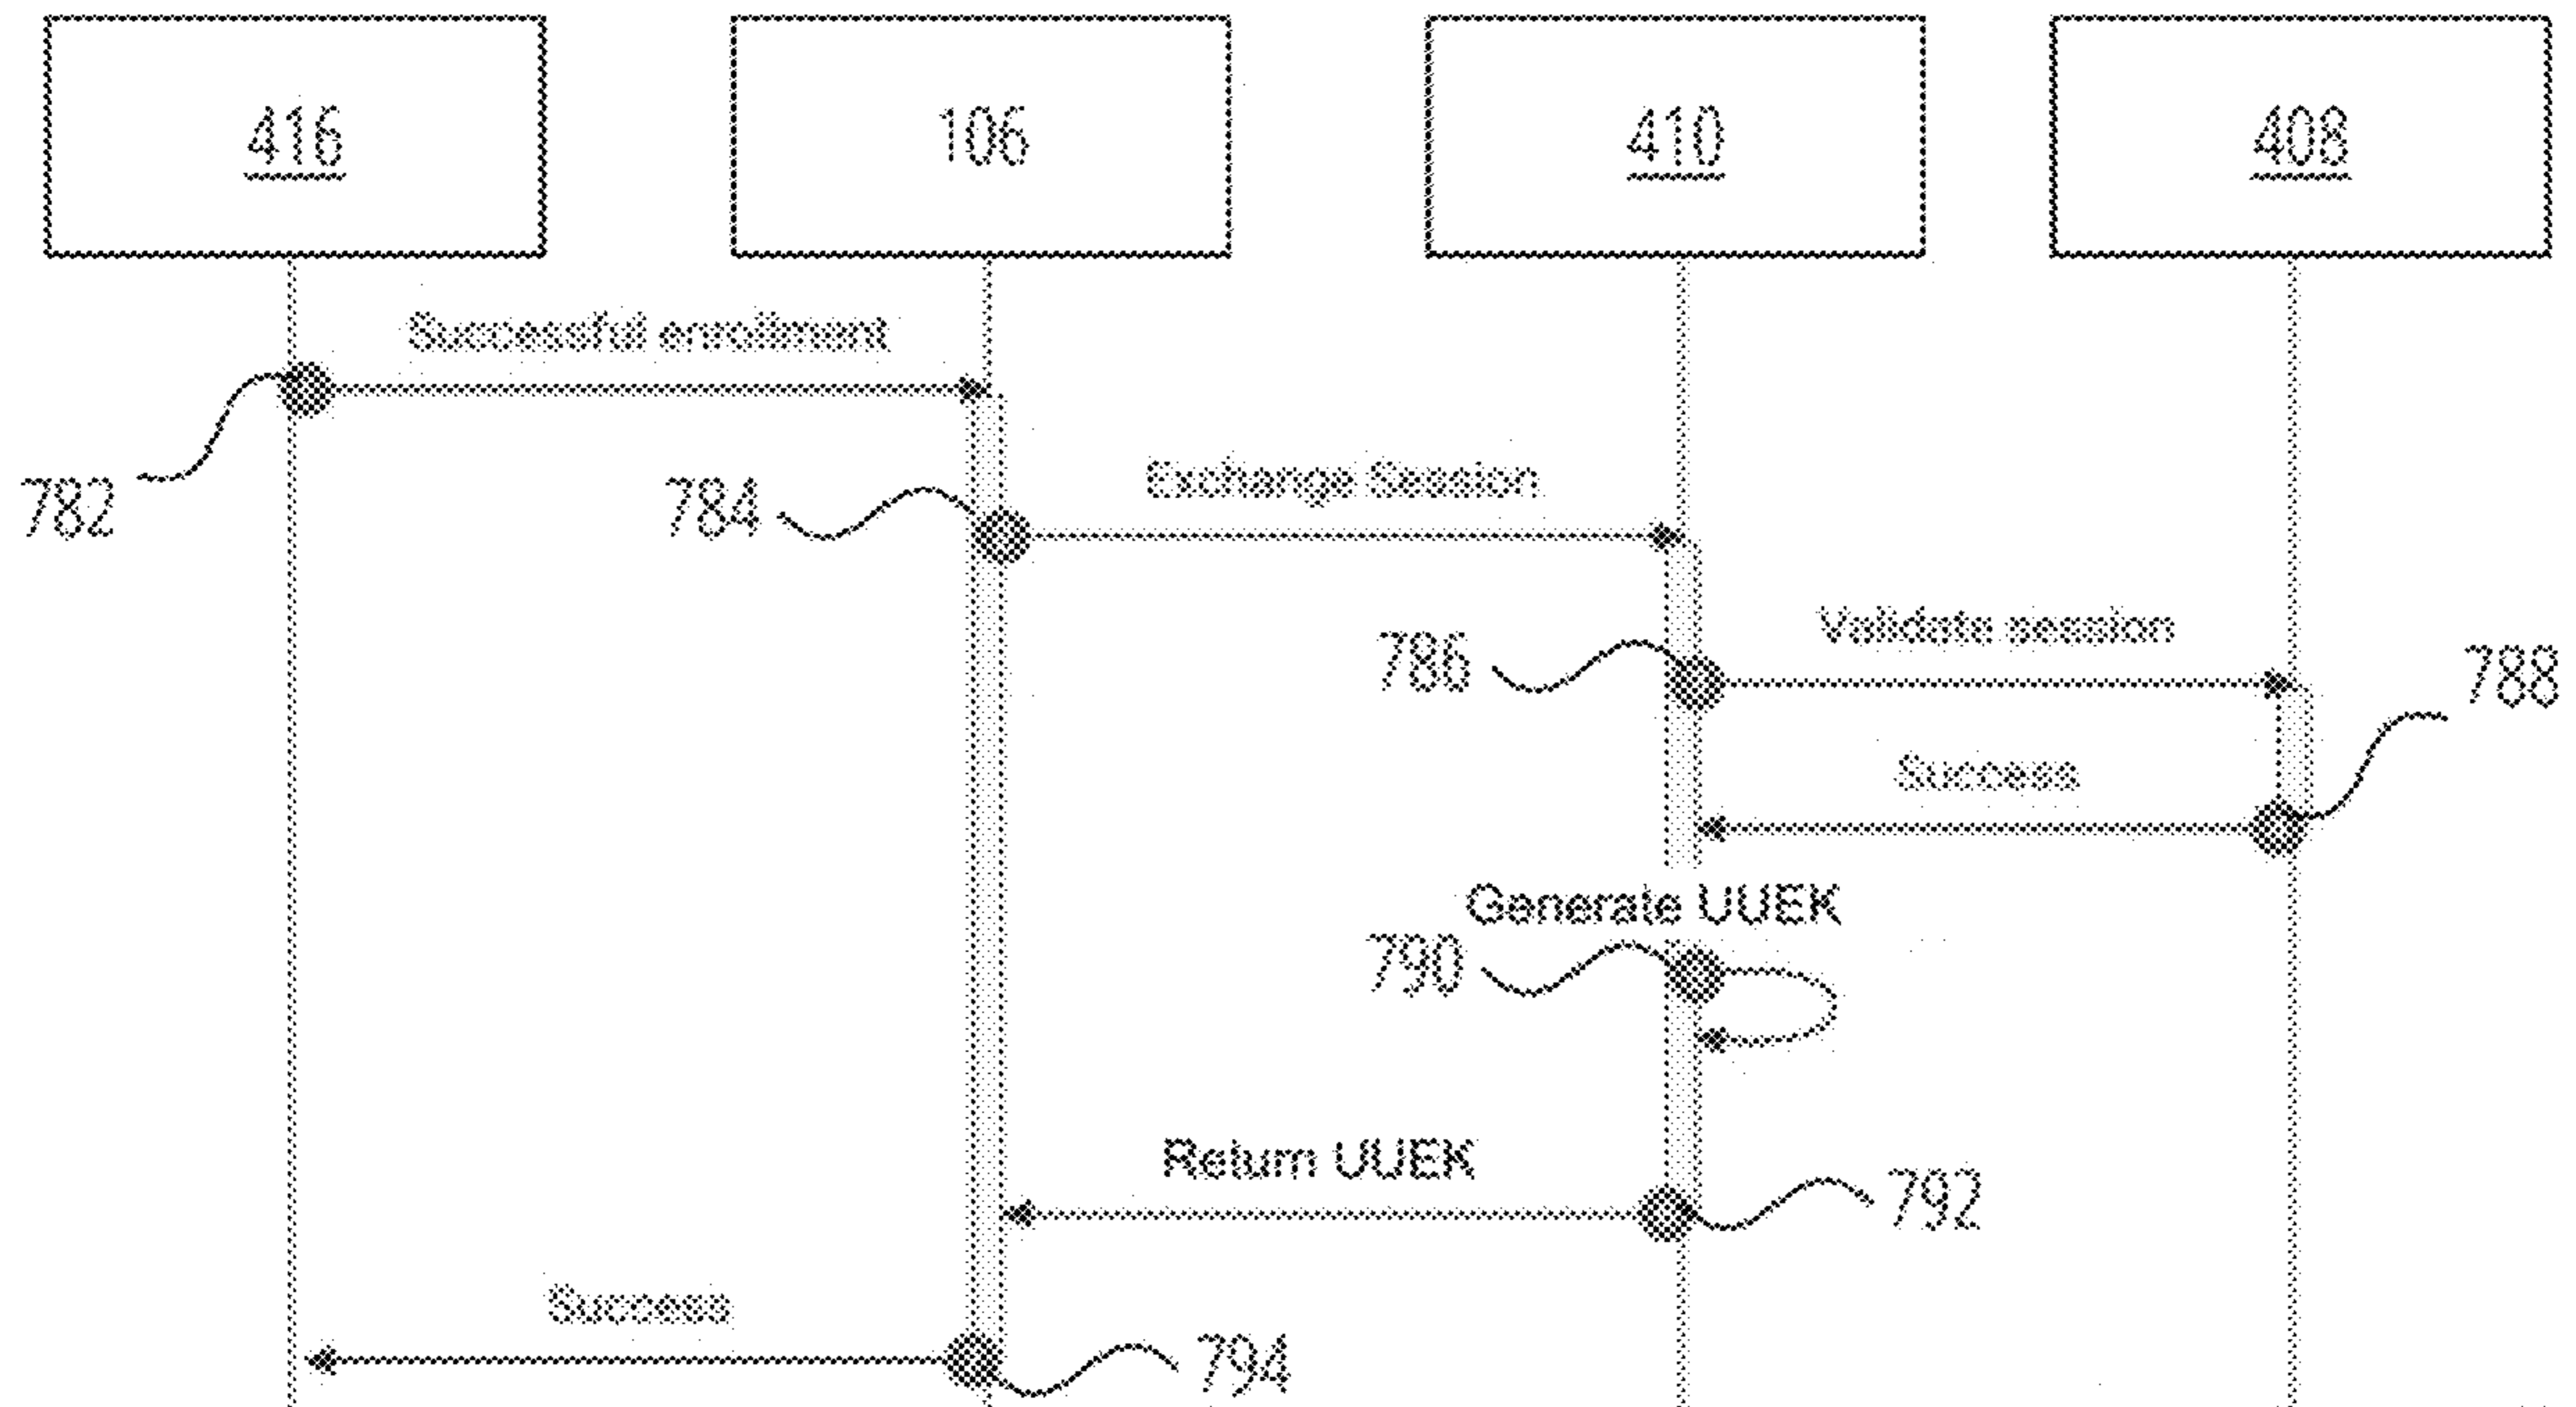 416
106
410
408
Successful enrollment
782
784
Exchange Session
786
Validate session
788
Success
Generate UUEK
790
Return UUEK
792
Success
794